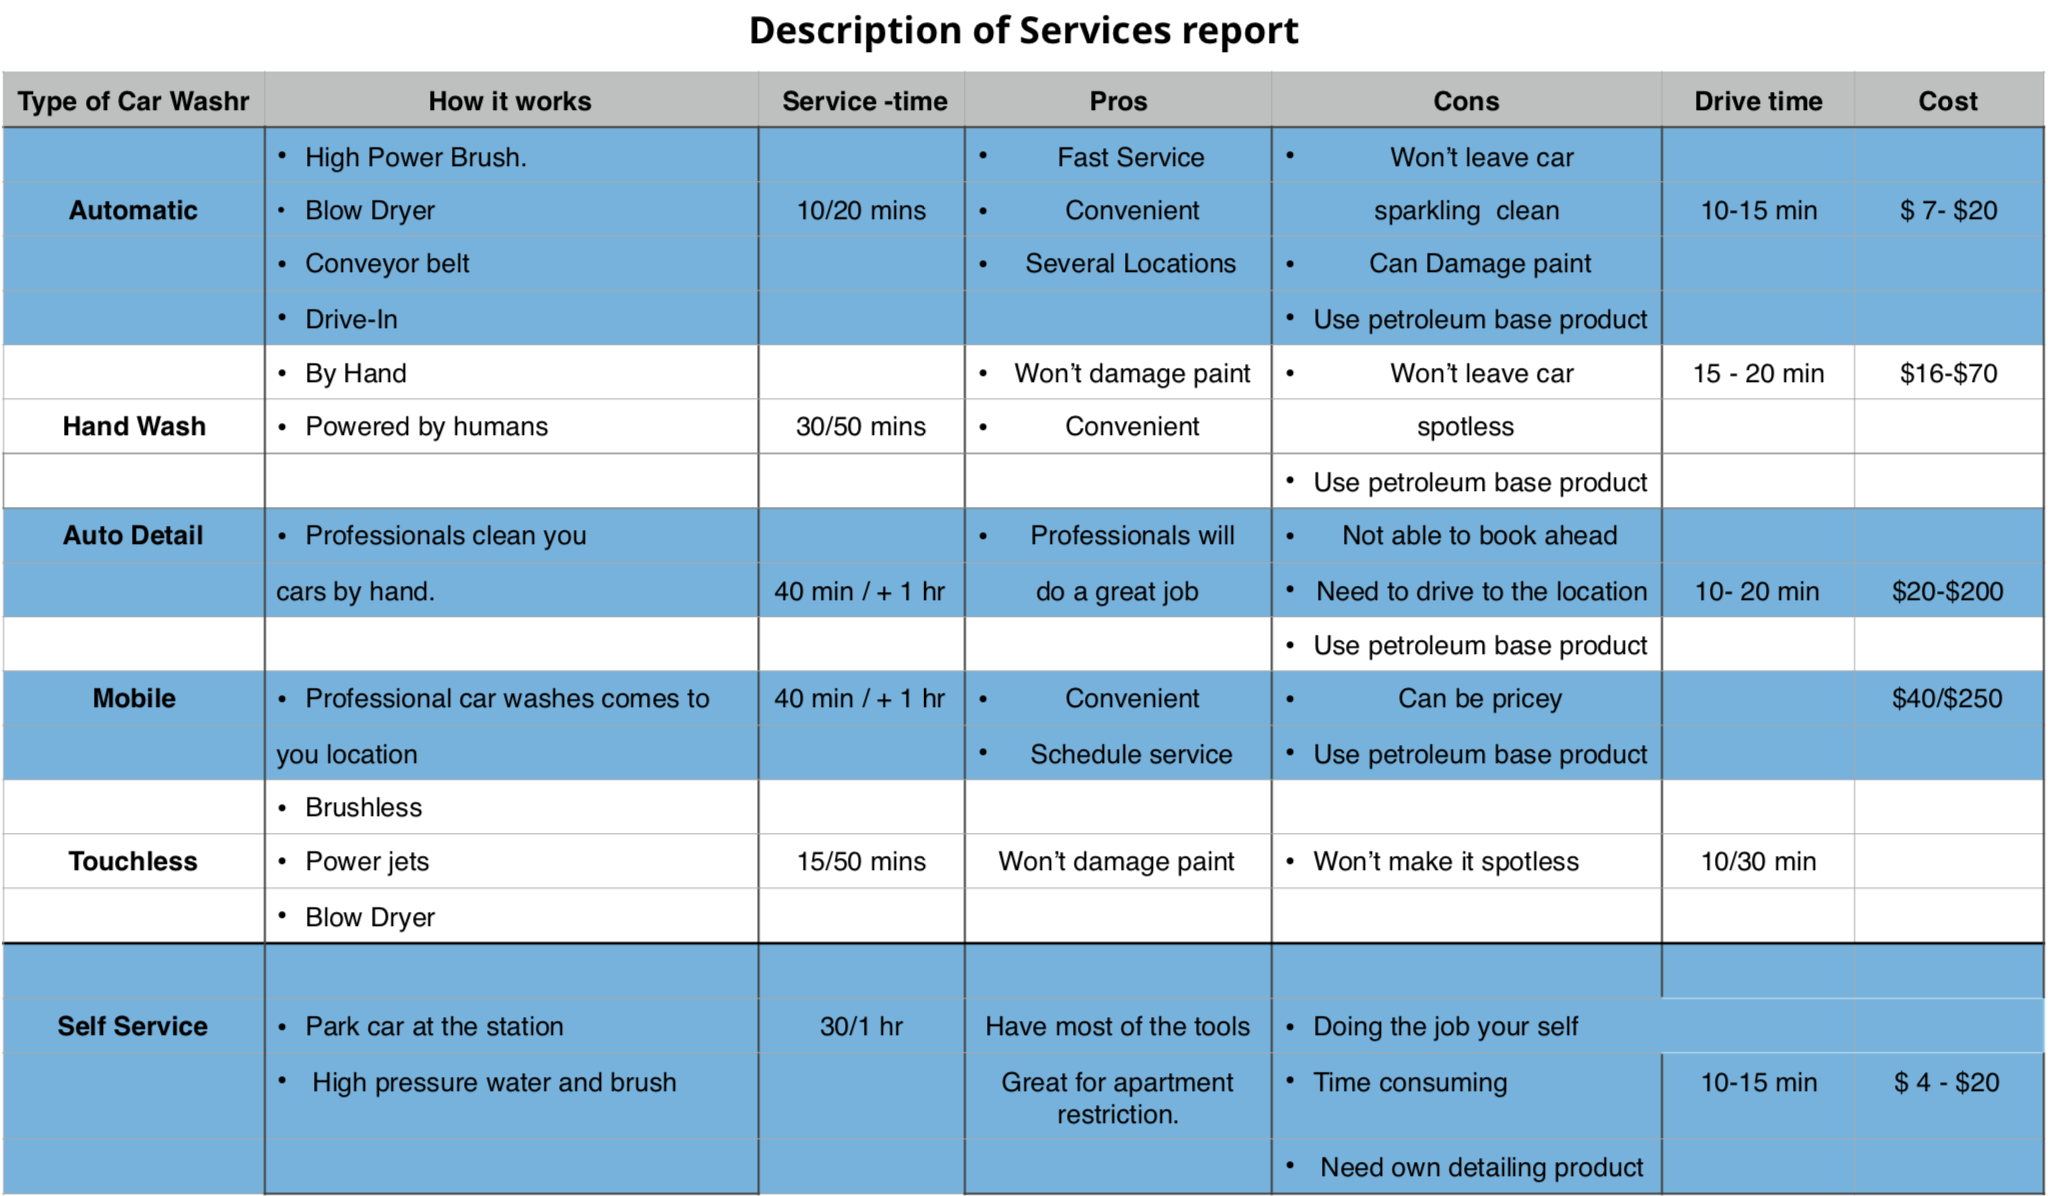 Description of Services report
Type of Car Washr How it works Service -time Pros Cons Drive time Cost
• High Power Brush. • Fast Service • Won't leave car
Automatic • Blow Dryer 10/20 mins • Convenient sparkling clean 10-15 min $ 7- $20
• Conveyor belt • Several Locations • Can Damage paint
• Drive-In • Use petroleum base product
• By Hand • Won't damage paint • Won't leave car 15 - 20 min $16-$70
Hand Wash • Powered by humans 30/50 mins • Convenient spotless
• Use petroleum base product
Auto Detail • Professionals clean you • Professionals will • Not able to book ahead
cars by hand. 40 min / + 1 hr do a great job • Need to drive to the location 10- 20 min $20-$200
• Use petroleum base product
Mobile • Professional car washes comes to 40 min / + 1 hr • Convenient • Can be pricey $40/$250
you location • Schedule service • Use petroleum base product
• Brushless
Touchless • Power jets 15/50 mins Won't damage paint • Won't make it spotless 10/30 min
• Blow Dryer
Self Service • Park car at the station 30/1 hr Have most of the tools • Doing the job your self
• High pressure water and brush Great for apartment • Time consuming 10-15 min $ 4 - $20
restriction.
• Need own detailing product